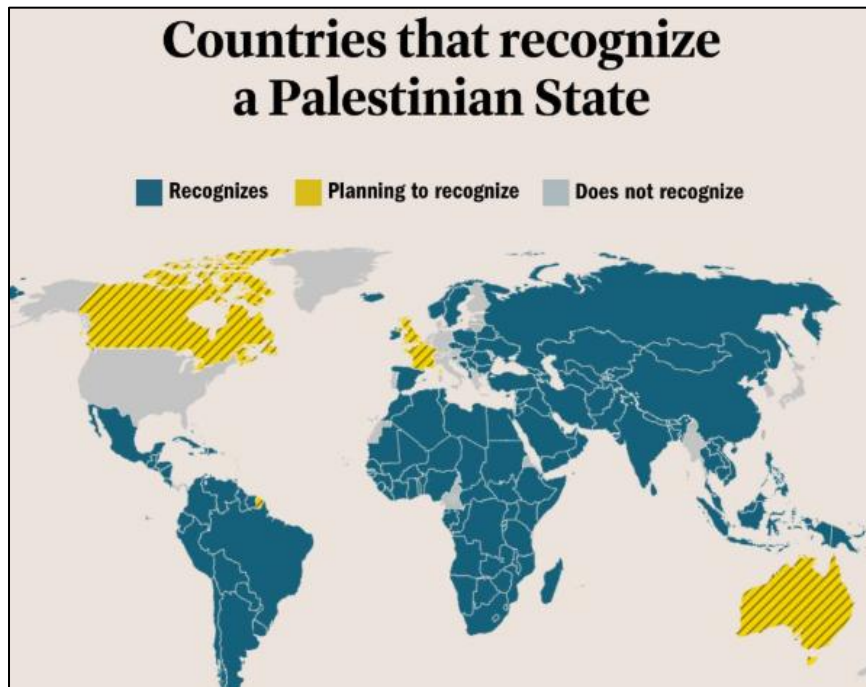 Countries that recognize
a Palestinian State
Recognizes Planning to recognize Does not recognize